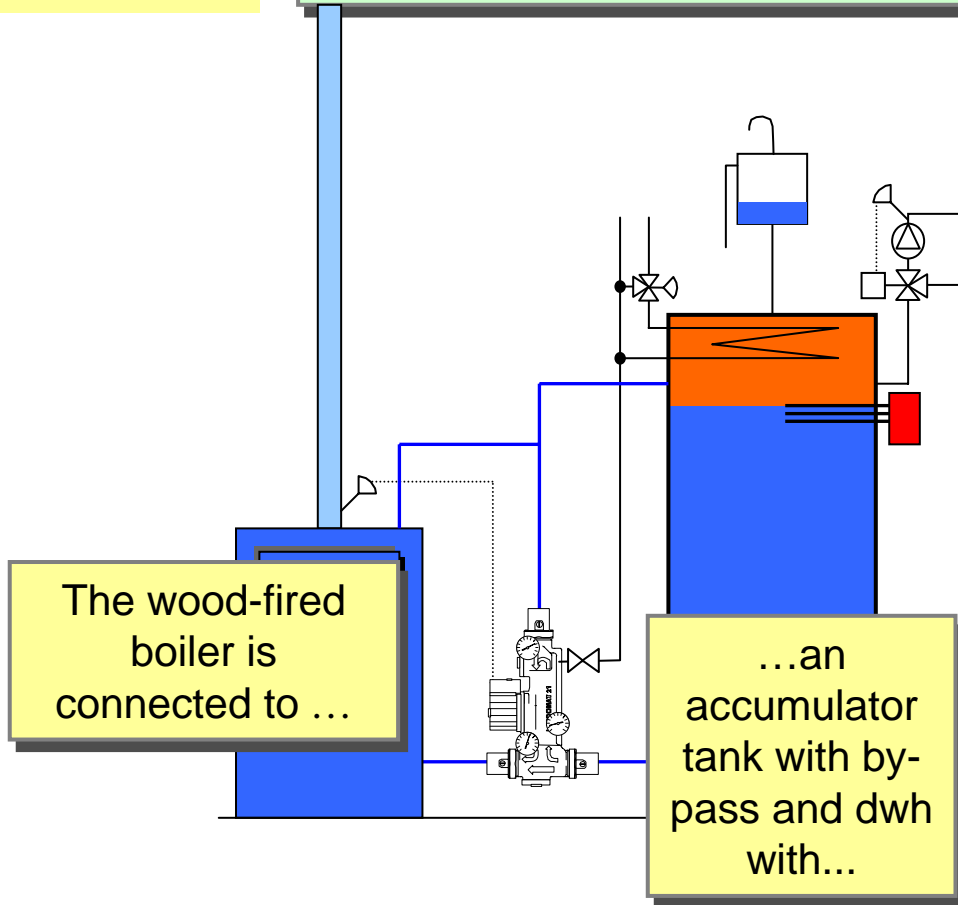 The wood-fired
boiler is
connected to …
…an
accumulator
tank with by-
pass and dwh
with...